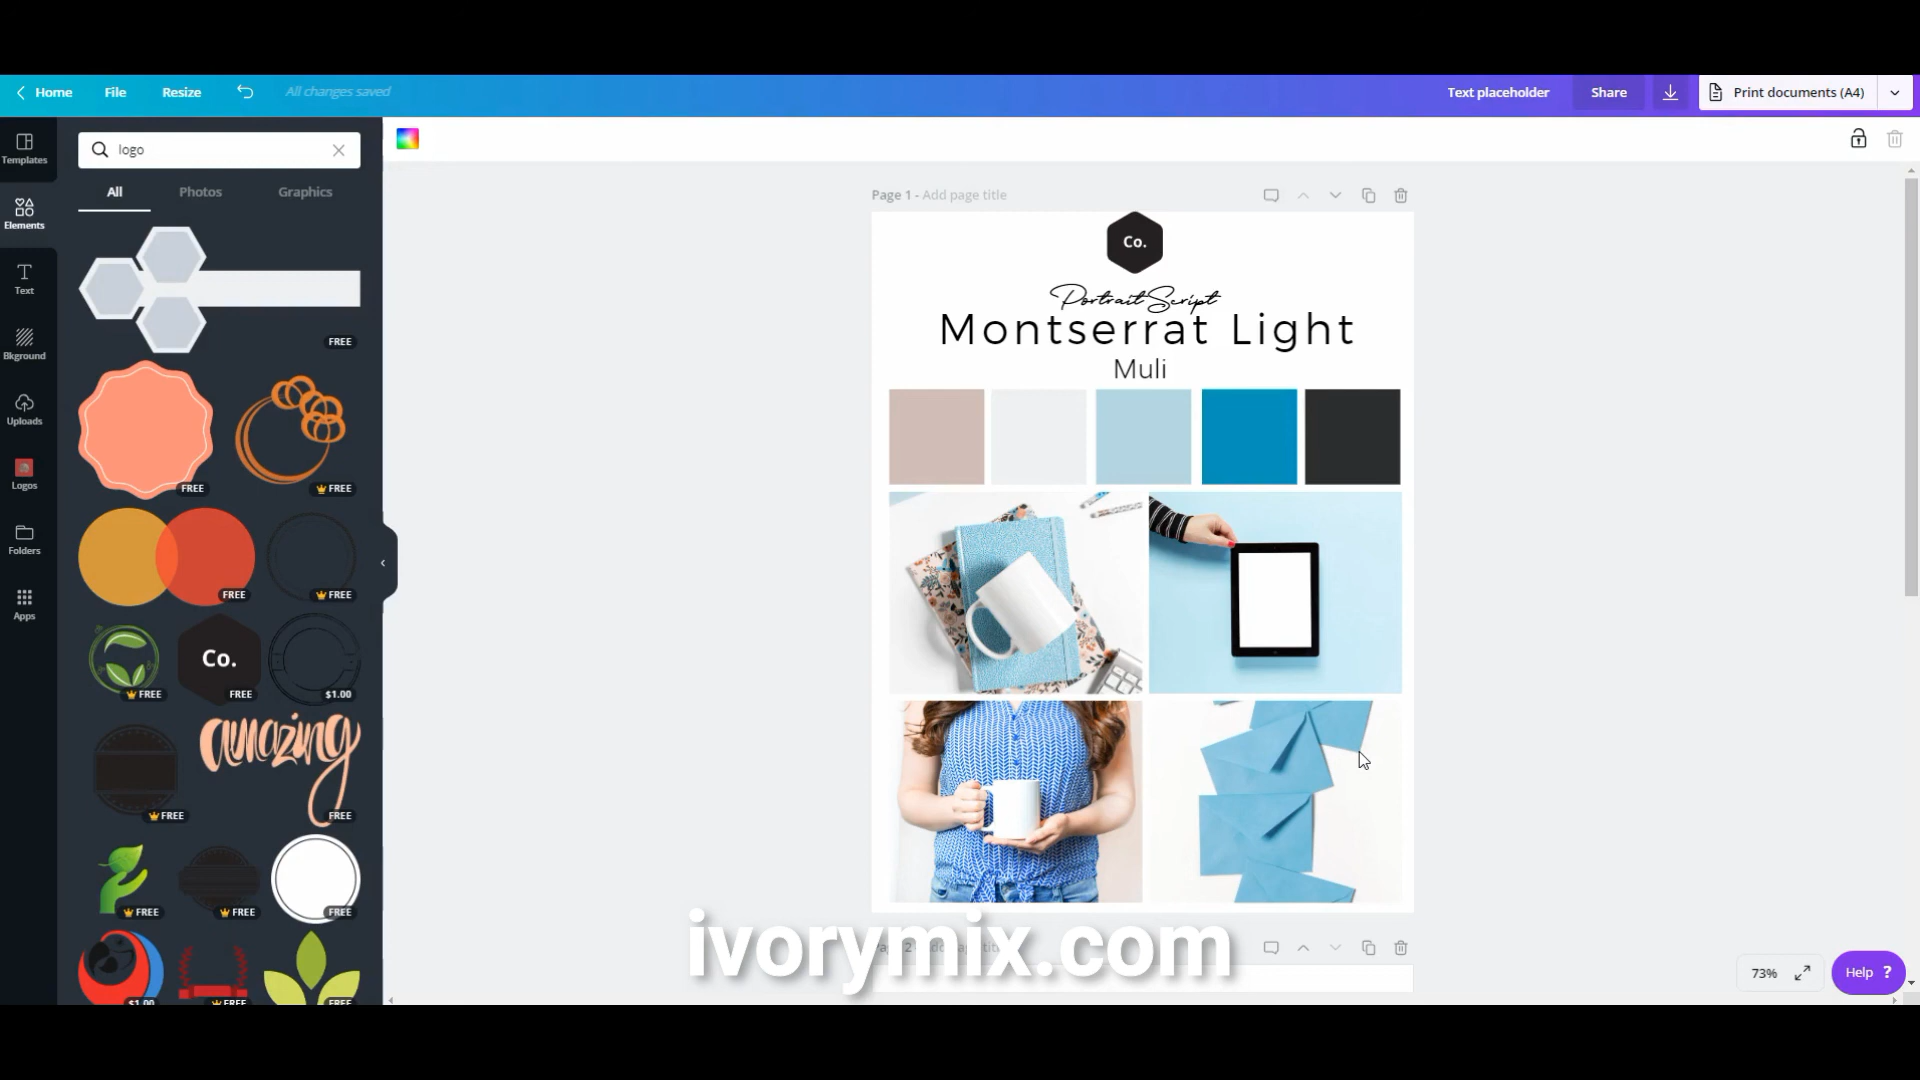 Home File Resize All changes saved Text placeholder Share Print documents (A4)
Templates
Elements
Text
Bkground
Uploads
Logos
Folders
Apps
logo
All Photos Graphics
FREE
FREE
FREE
FREE
FREE
FREE
Co.
FREE
$1.00
FREE
amazing
FREE
FREE
FREE
FREE
$1.00
FREE
FREE
Page 1 - Add page title
Co.
Portrait Script
Montserrat Light
Muli
ivorymix.com
73%
Help ?